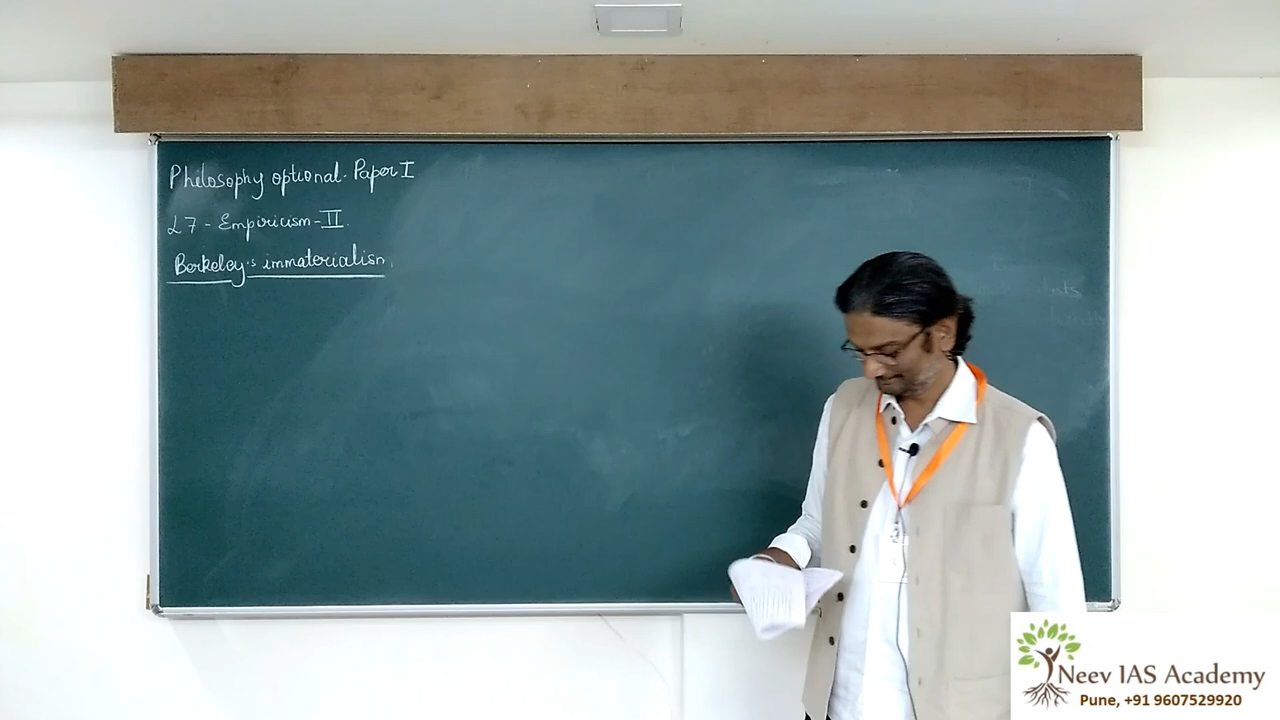 Philosophy optional - Paper I
L7 - Empiricism - II
Berkeley's immaterialism
Neev IAS Academy
Pune, +91 9607529920